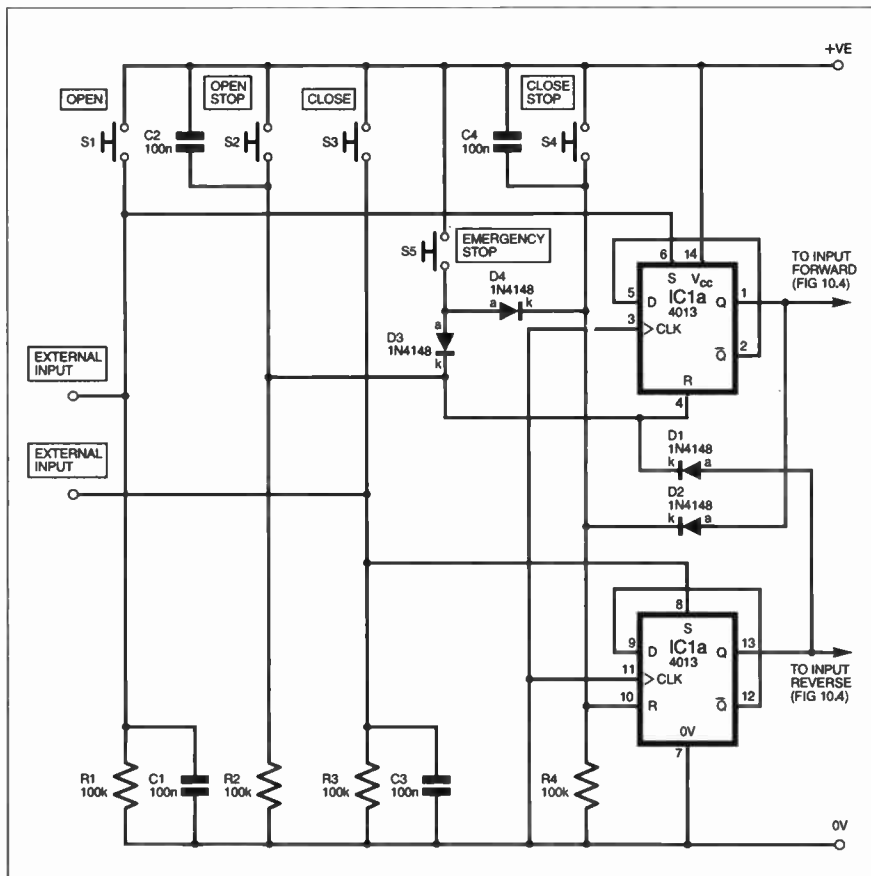 +VE
OPEN
OPEN
STOP
CLOSE
CLOSE
STOP
S1
C2
100n
S2
S3
C4
100n
S4
S5
EMERGENCY
STOP
D4
1N4148
a
k
a
D3
1N4148
k
6
14
S
VCC
5
D
IC1a
4013
Q
1
3
CLK
Q
2
R
4
TO INPUT
FORWARD
(FIG 10.4)
EXTERNAL
INPUT
EXTERNAL
INPUT
D1
1N4148
k
a
D2
1N4148
k
a
8
S
9
D
IC1a
4013
Q
13
11
CLK
10
R
Q
12
0V
7
TO INPUT
REVERSE
(FIG 10.4)
R1
100k
C1
100n
R2
100k
R3
100k
C3
100n
R4
100k
0V